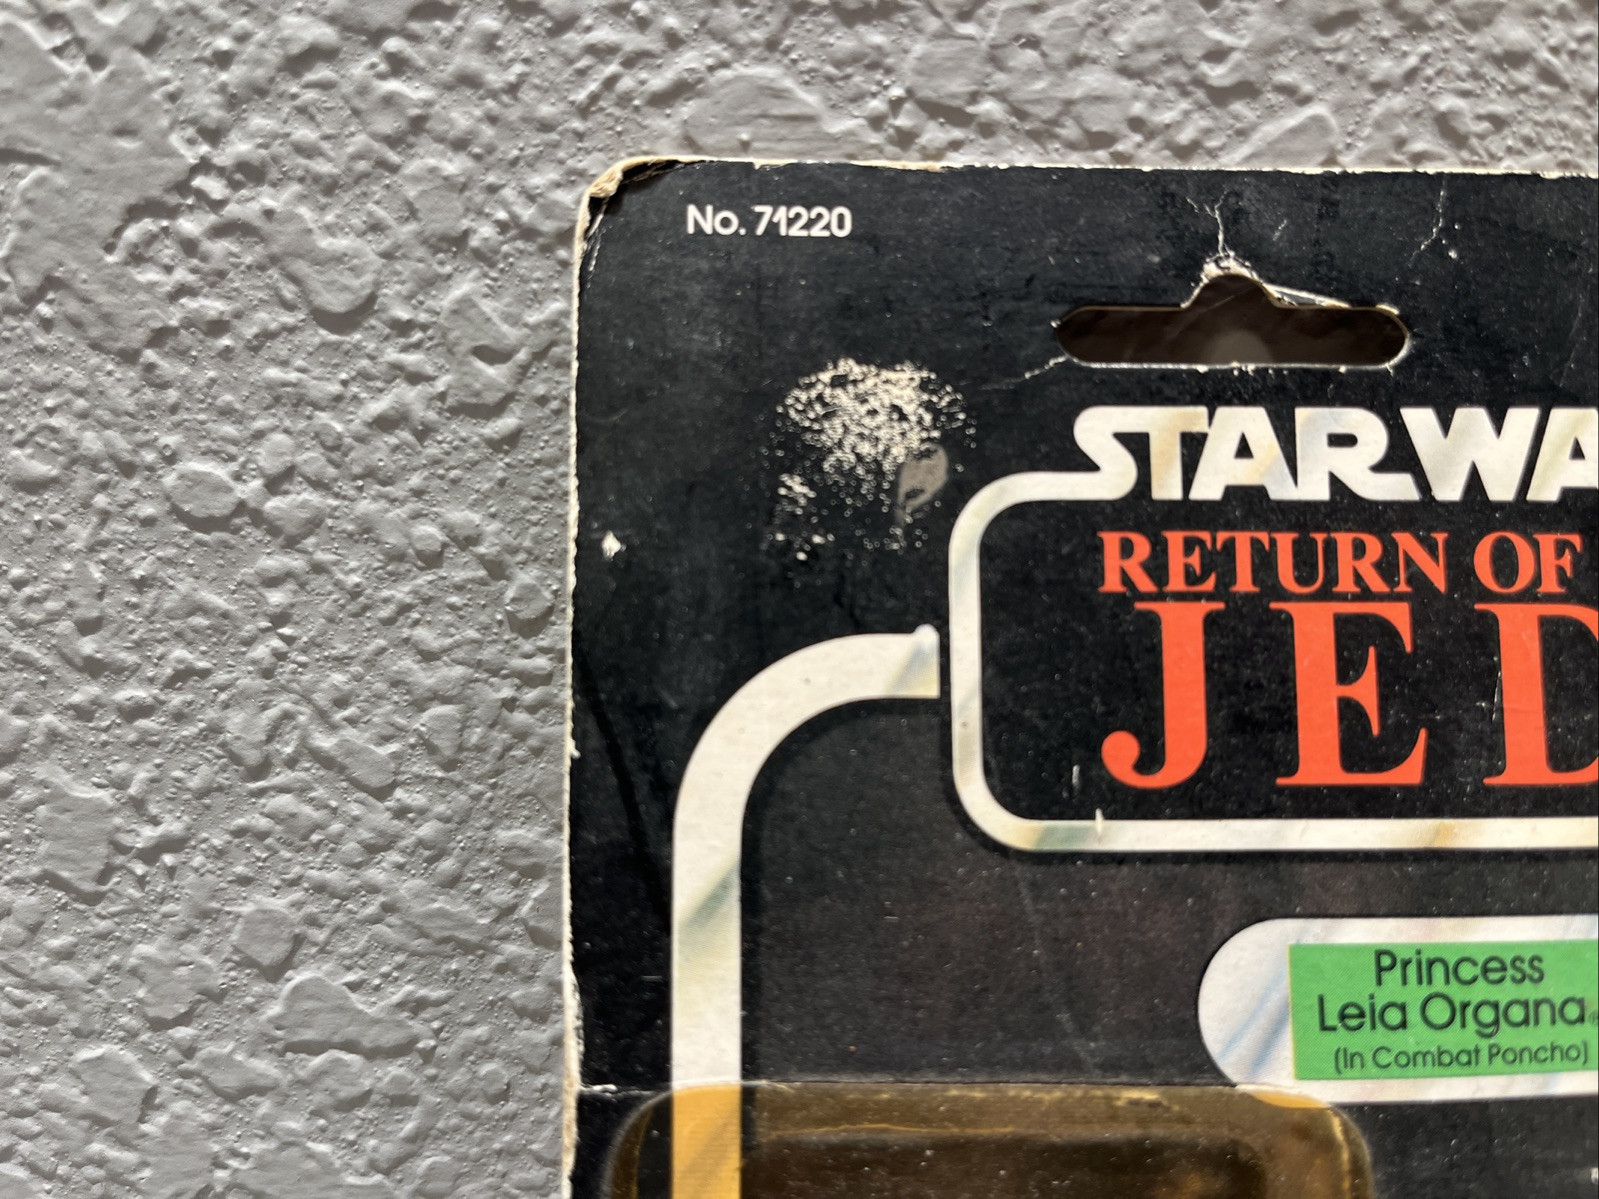 No. 71220
STAR WA
RETURN OF
JED
Princess
Leia Organa
(In Combat Poncho)